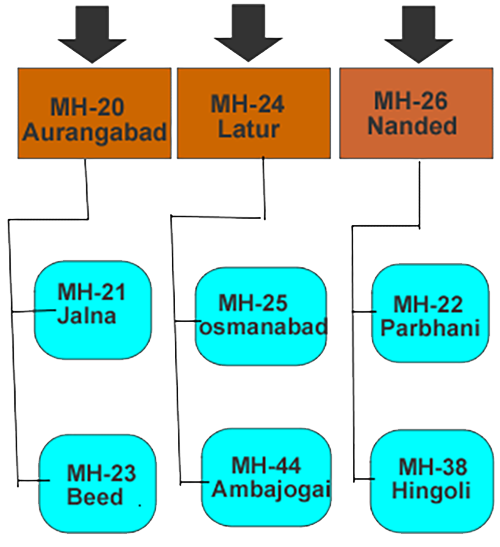 MH-20
Aurangabad
MH-24
Latur
MH-26
Nanded
MH-21
Jalna
MH-25
osmanabad
MH-22
Parbhani
MH-23
Beed
MH-44
Ambajogai
MH-38
Hingoli